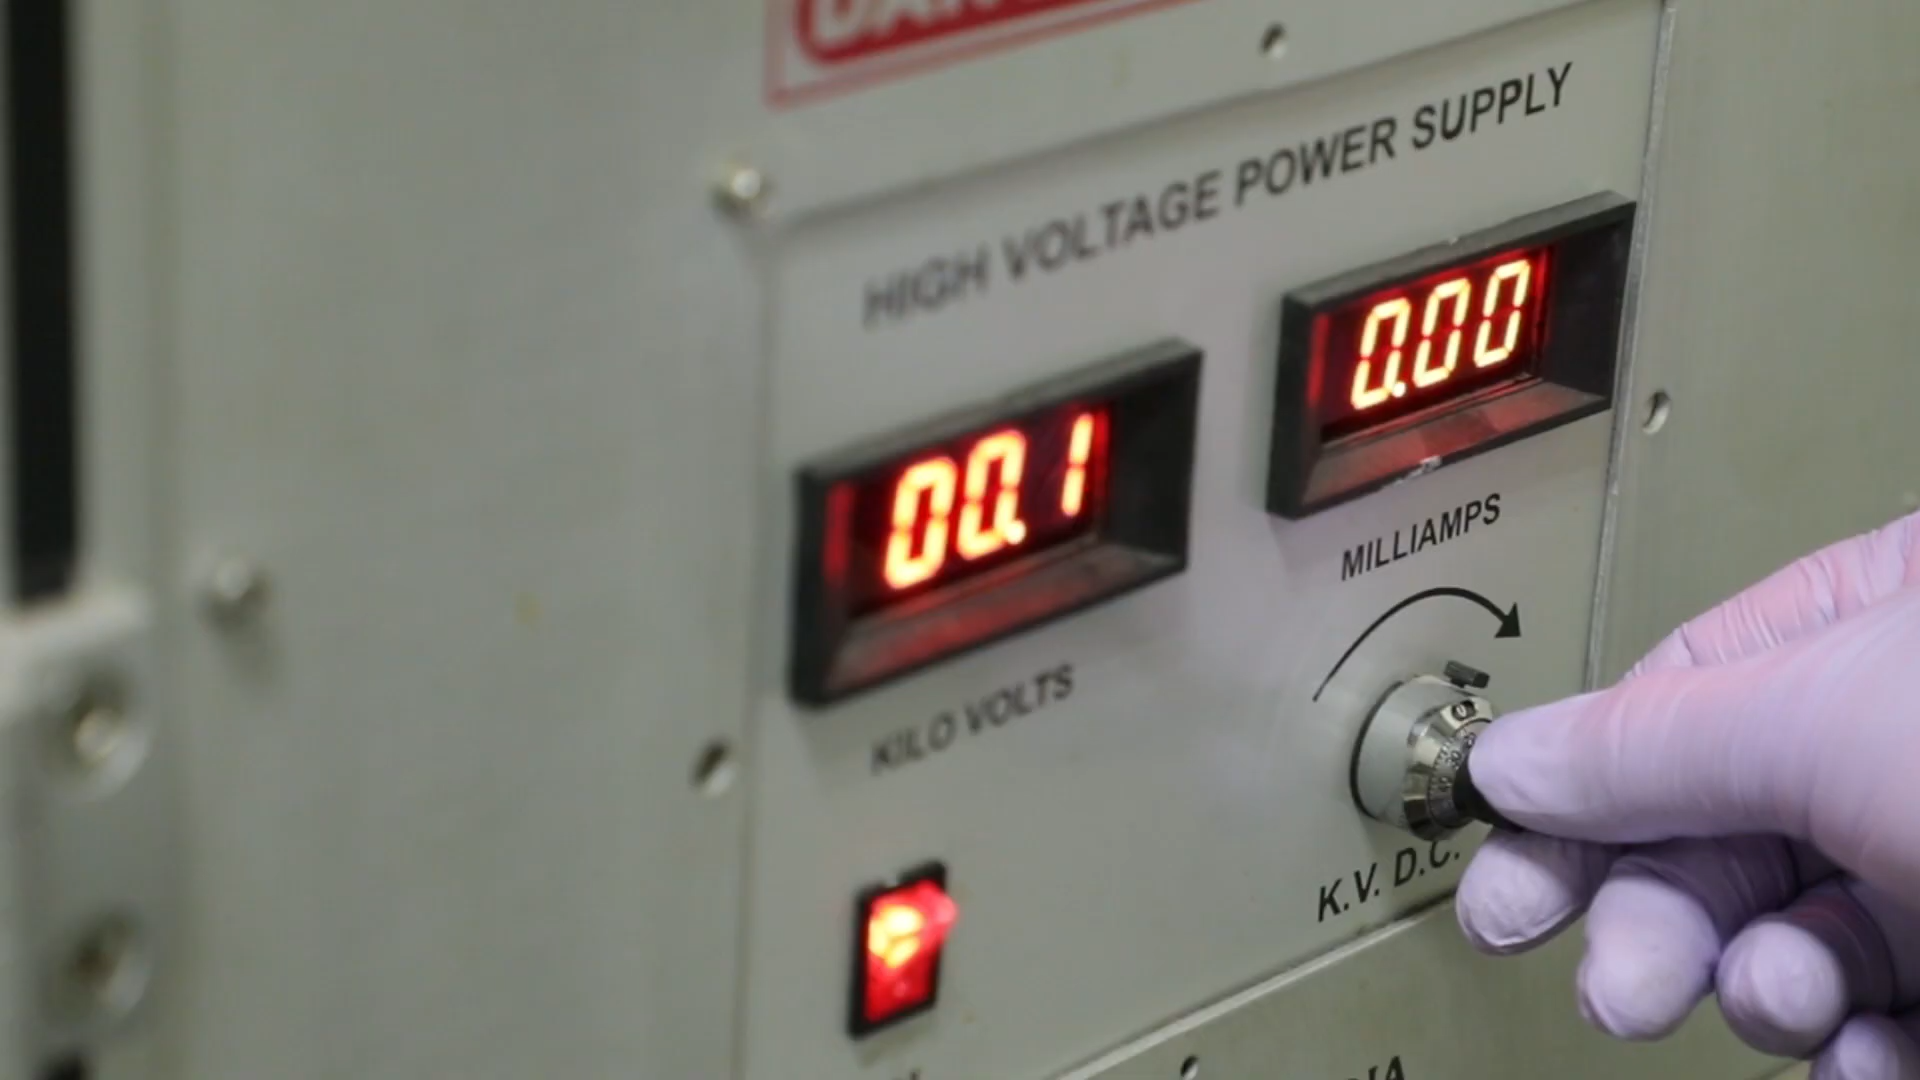 HIGH VOLTAGE POWER SUPPLY
0.00
00.1
MILLIAMPS
KILO VOLTS
K.V. D.C.